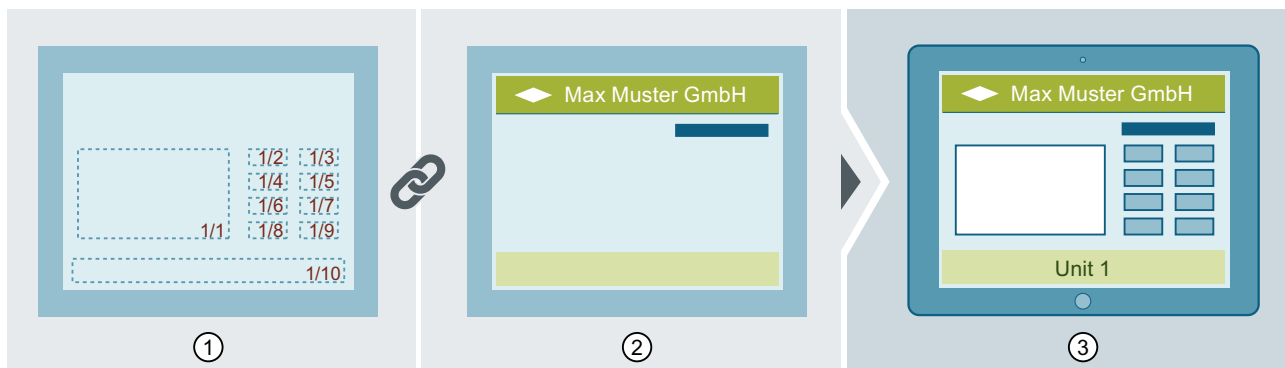 1/2 1/3
1/4 1/5
1/6 1/7
1/1 1/8 1/9
1/10
1
Max Muster GmbH
2
Max Muster GmbH
Unit 1
3